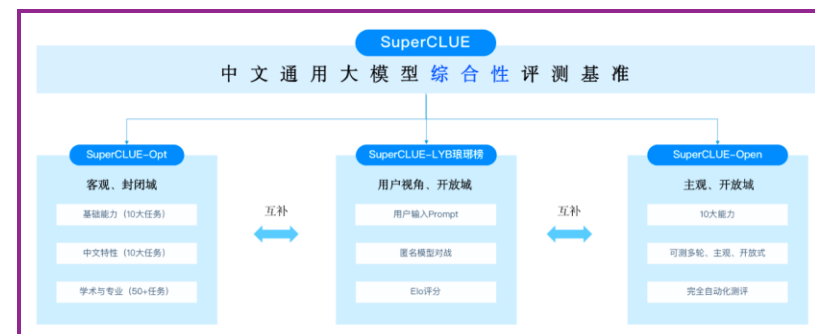 SuperCLUE
中文通用大模型综合性评测基准
SuperCLUE-Opt
客观、封闭城
基础能力（10大任务）
中文特性（10大任务）
学术与专业（50+任务）
互补
SuperCLUE-LYB琅琊榜
用户视角、开放城
用户输入Prompt
匿名模型对战
Elo评分
互补
SuperCLUE-Open
主观、开放城
10大能力
可测多轮、主观、开放式
完全自动化测评